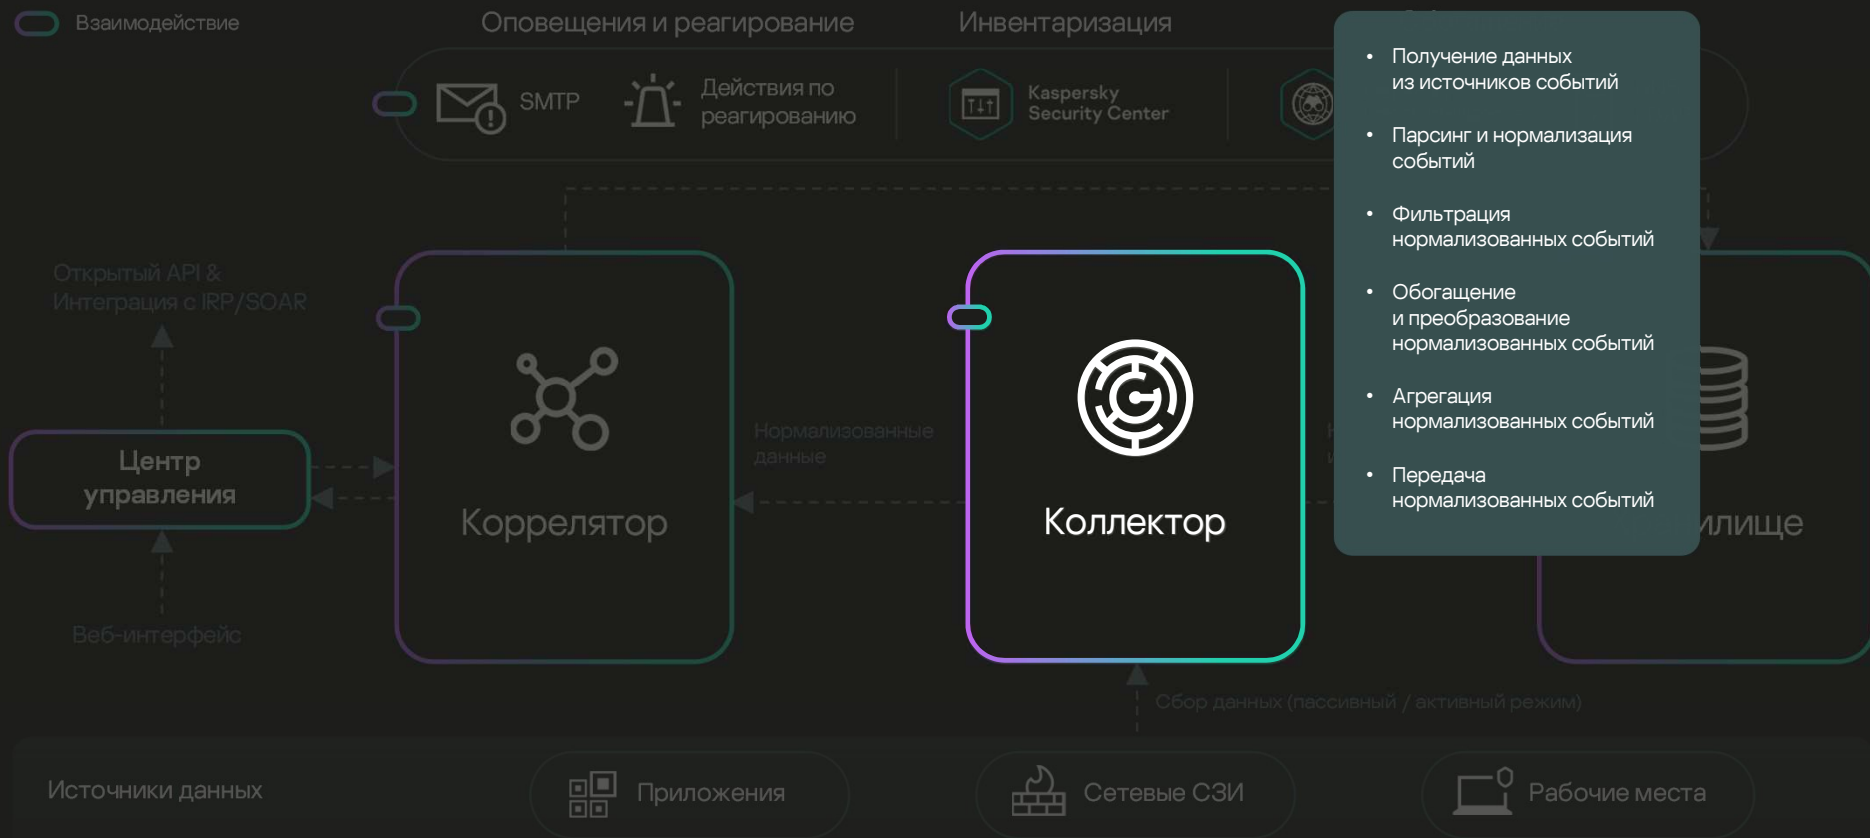 Взаимодействие
Оповещения и реагирование
Инвентаризация
SMTP
Действия по
реагированию
Kaspersky
Security Center
• Получение данных
из источников событий
• Парсинг и нормализация
событий
• Фильтрация
нормализованных событий
• Обогащение
и преобразование
нормализованных событий
• Агрегация
нормализованных событий
• Передача
нормализованных событий
Открытый API &
Интеграция с IRP/SOAR
Центр
управления
Веб-интерфейс
Коррелятор
Нормализованные
данные
Коллектор
Сбор данных (пассивный / активный режим)
Источники данных
Приложения
Сетевые СЗИ
Рабочие места